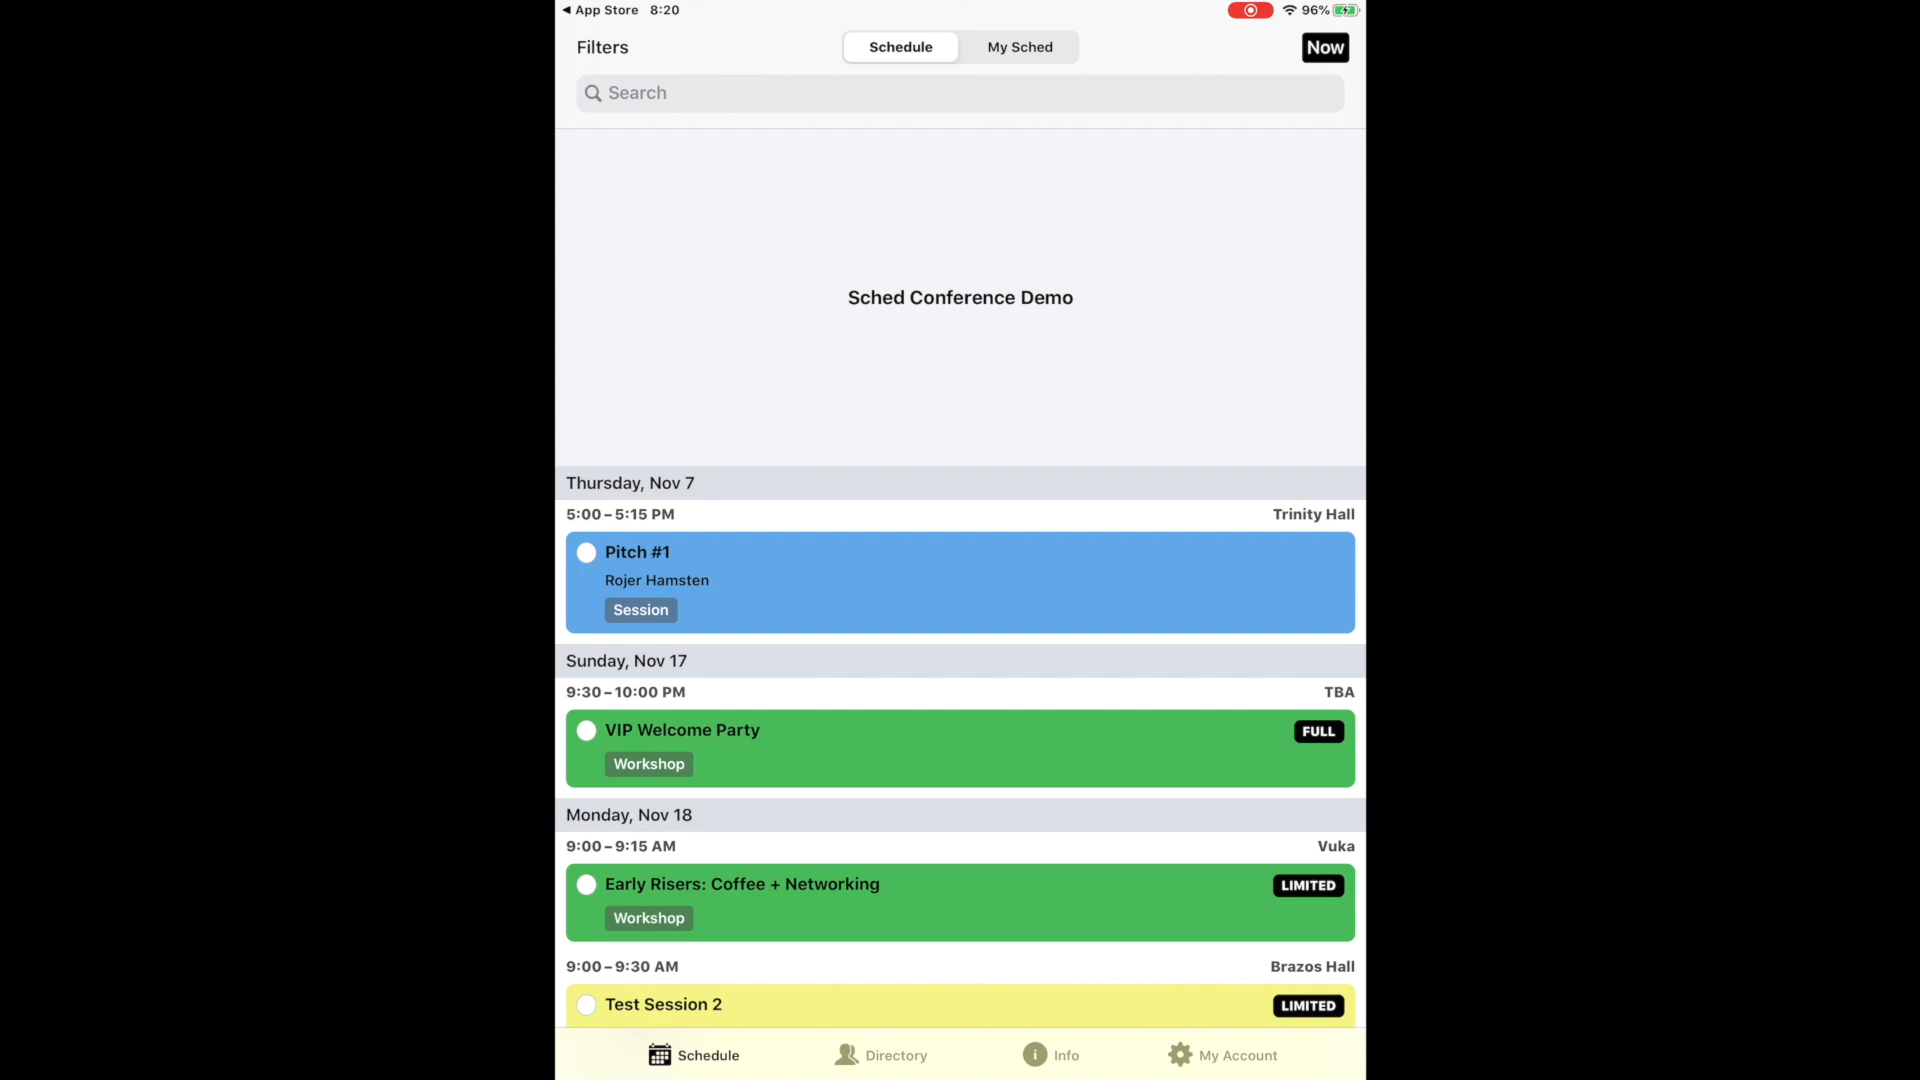 ◀ App Store 8:20 96%
Filters Schedule My Sched Now
Search
Sched Conference Demo
Thursday, Nov 7
5:00 – 5:15 PM Trinity Hall
Pitch #1
Rojer Hamsten
Session
Sunday, Nov 17
9:30 – 10:00 PM TBA
VIP Welcome Party FULL
Workshop
Monday, Nov 18
9:00 – 9:15 AM Vuka
Early Risers: Coffee + Networking LIMITED
Workshop
9:00 – 9:30 AM Brazos Hall
Test Session 2 LIMITED
Schedule Directory Info My Account